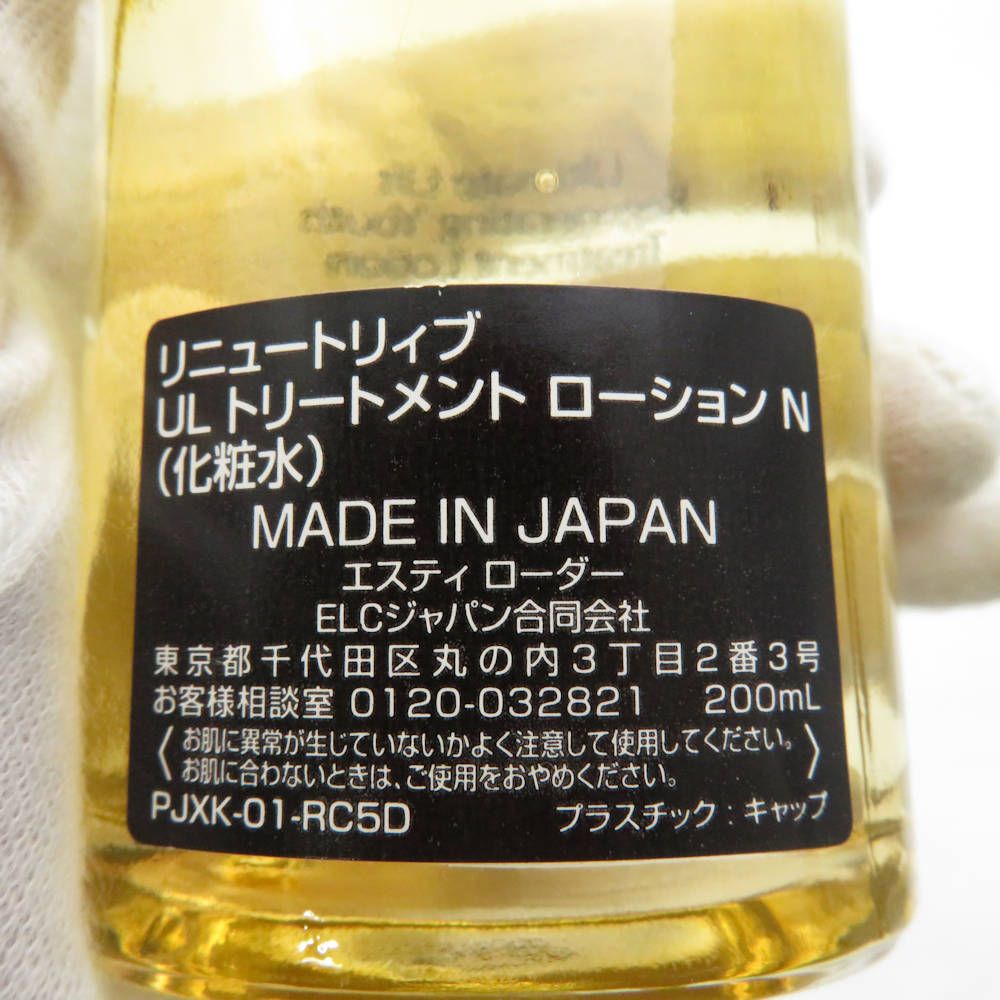 Ultimate Lift
Regenerating Youth
Treatment Lotion
リニュートリィブ
UL トリートメント ローション N
(化粧水)
MADE IN JAPAN
エスティ ローダー
ELCジャパン合同会社
東京都千代田区丸の内3丁目2番3号
お客様相談室 0120-032821 200mL
〈お肌に異常が生じていないかよく注意して使用してください。
お肌に合わないときは、ご使用をおやめください。〉
PJXK-01-RC5D プラスチック : キャップ